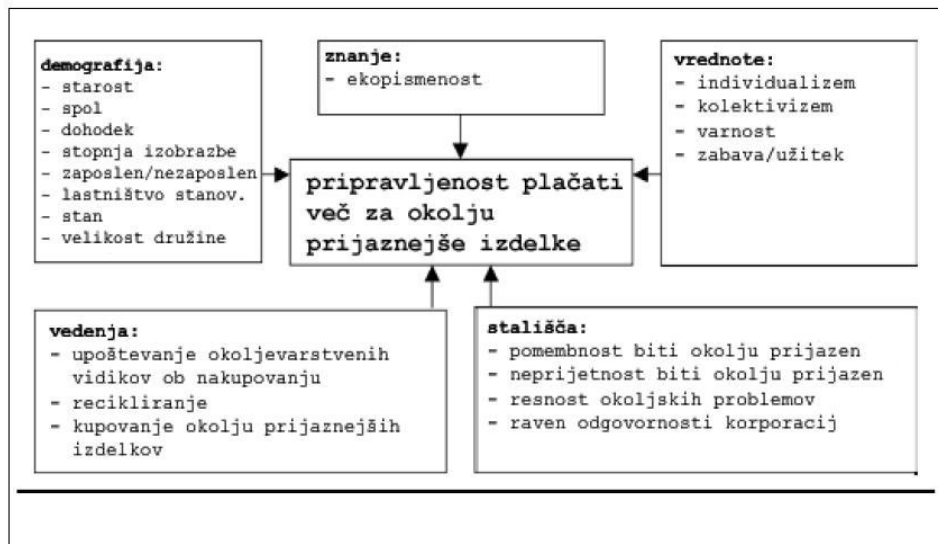 demografija:
- starost
- spol
- dohodek
- stopnja izobrazbe
- zaposlen/nezaposlen
- lastništvo stanov.
- stan
- velikost družine
znanje:
- ekopismenost
vrednote:
- individualizem
- kolektivizem
- varnost
- zabava/užitek
pripravljenost plačati
več za okolju
prijaznejše izdelke
vedenja:
- upoštevanje okoljevarstvenih
vidikov ob nakupovanju
- recikliranje
- kupovanje okolju prijaznejših
izdelkov
stališča:
- pomembnost biti okolju prijazen
- neprijetnost biti okolju prijazen
- resnost okoljskih problemov
- raven odgovornosti korporacij